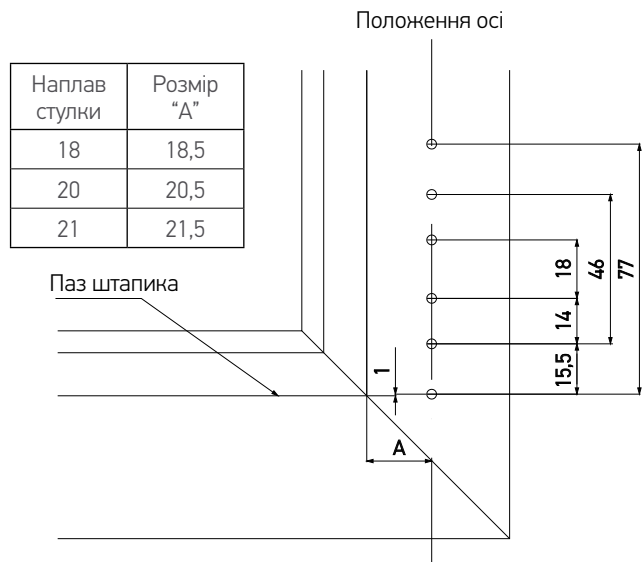 Положення осі
Наплав стулки
Розмір “A”
18
18,5
20
20,5
21
21,5
Паз штапика
18
46
77
14
15,5
1
A